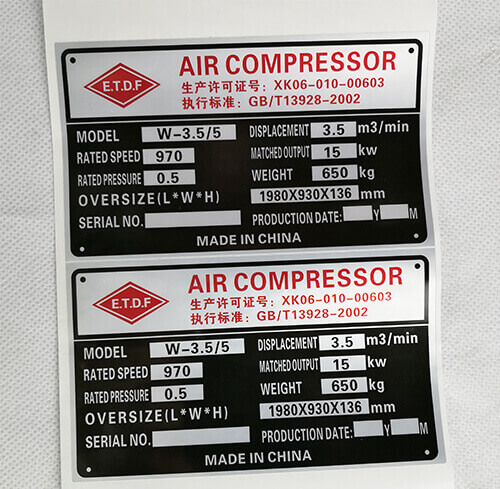 E.T.D.F
AIR COMPRESSOR
生产许可证号: XK06-010-00603
执行标准: GB/T13928-2002
MODEL W-3.5/5 DISPLACEMENT 3.5 m3/min
RATED SPEED 970 MATCHED OUTPUT 15 kw
RATED PRESSURE 0.5 WEIGHT 650 kg
OVERSIZE(L*W*H) 1980X930X136 mm
SERIAL NO. PRODUCTION DATE: Y M
MADE IN CHINA
E.T.D.F
AIR COMPRESSOR
生产许可证号: XK06-010-00603
执行标准: GB/T13928-2002
MODEL W-3.5/5 DISPLACEMENT 3.5 m3/min
RATED SPEED 970 MATCHED OUTPUT 15 kw
RATED PRESSURE 0.5 WEIGHT 650 kg
OVERSIZE(L*W*H) 1980X930X136 mm
SERIAL NO. PRODUCTION DATE: Y M
MADE IN CHINA